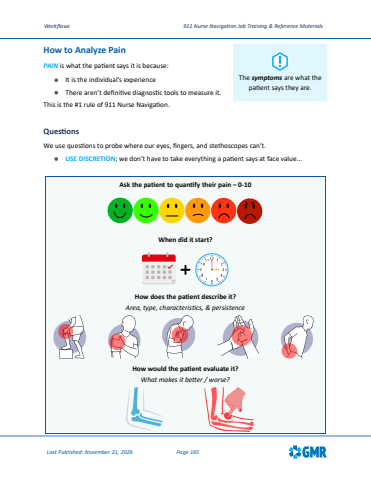 Workflows
911 Nurse Navigation Job Training & Reference Materials
How to Analyze Pain
PAIN is what the patient says it is because:
● It is the individual's experience
● There aren't definitive diagnostic tools to measure it.
This is the #1 rule of 911 Nurse Navigation.
The symptoms are what the
patient says they are.
Questions
We use questions to probe where our eyes, fingers, and stethoscopes can't.
● USE DISCRETION; we don't have to take everything a patient says at face value...
Ask the patient to quantify their pain – 0-10
When did it start?
+
How does the patient describe it?
Area, type, characteristics, & persistence
How would the patient evaluate it?
What makes it better / worse?
Last Published: November 21, 2026
Page 165
GMR